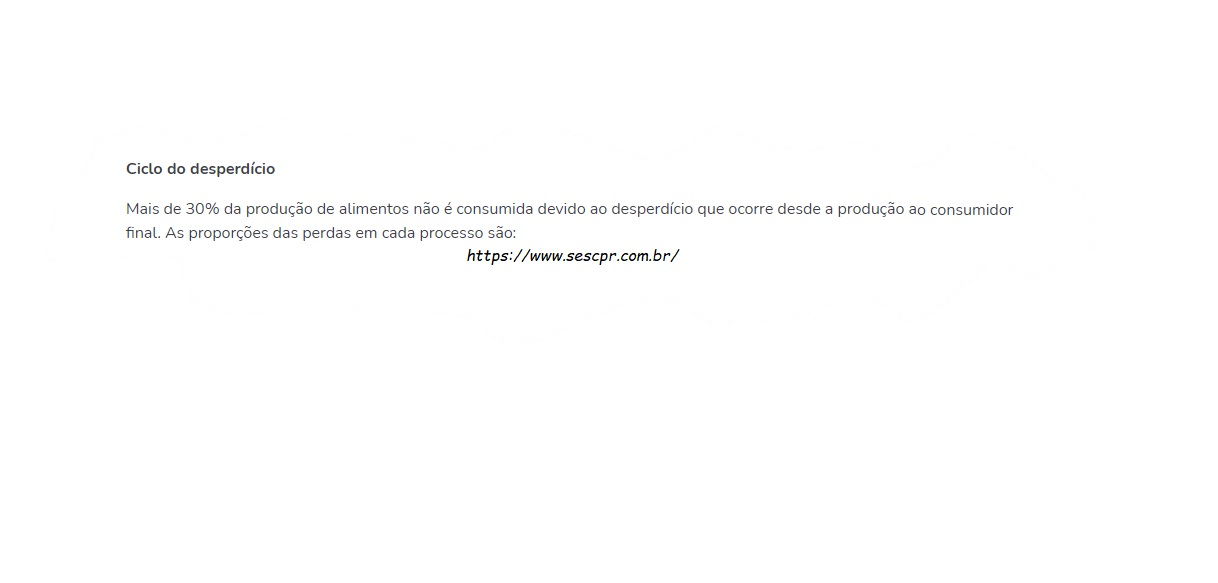 Ciclo do desperdício
Mais de 30% da produção de alimentos não é consumida devido ao desperdício que ocorre desde a produção ao consumidor
final. As proporções das perdas em cada processo são:
https://www.sescpr.com.br/